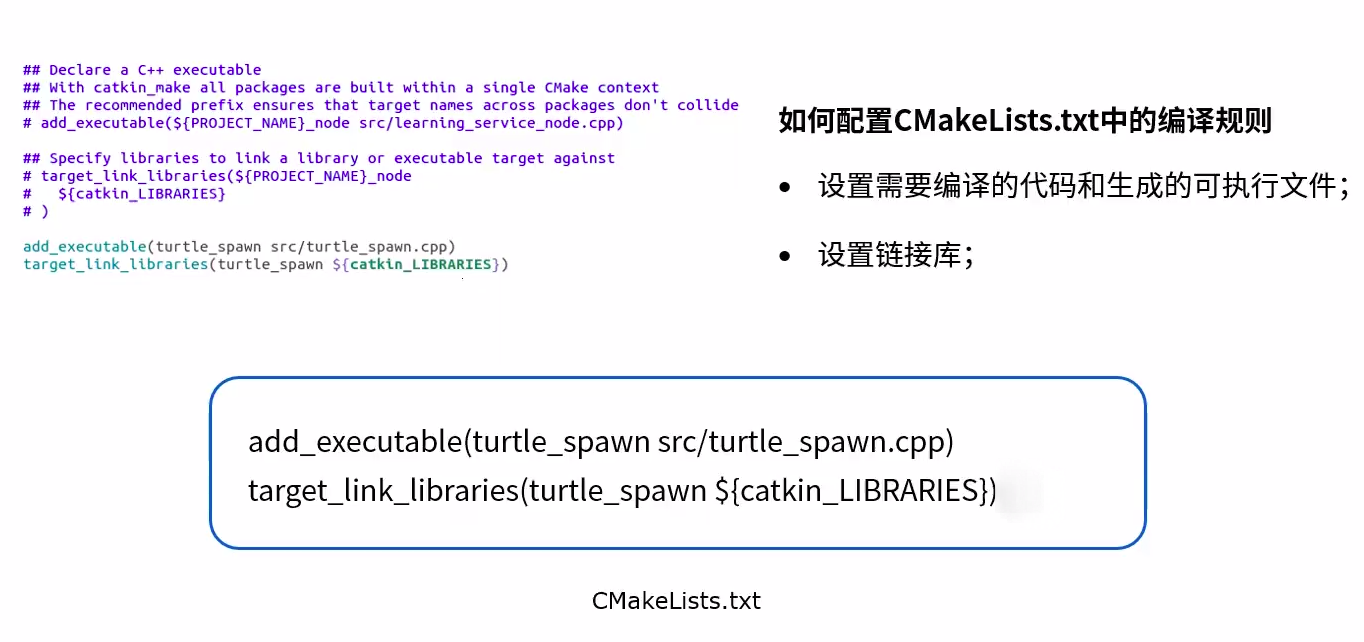 ## Declare a C++ executable
## With catkin_make all packages are built within a single CMake context
## The recommended prefix ensures that target names across packages don't collide
# add_executable(${PROJECT_NAME}_node src/learning_service_node.cpp)
## Specify libraries to link a library or executable target against
# target_link_libraries(${PROJECT_NAME}_node
#   ${catkin_LIBRARIES}
# )
add_executable(turtle_spawn src/turtle_spawn.cpp)
target_link_libraries(turtle_spawn ${catkin_LIBRARIES})
如何配置CMakeLists.txt中的编译规则
• 设置需要编译的代码和生成的可执行文件；
• 设置链接库；
add_executable(turtle_spawn src/turtle_spawn.cpp)
target_link_libraries(turtle_spawn ${catkin_LIBRARIES})
CMakeLists.txt